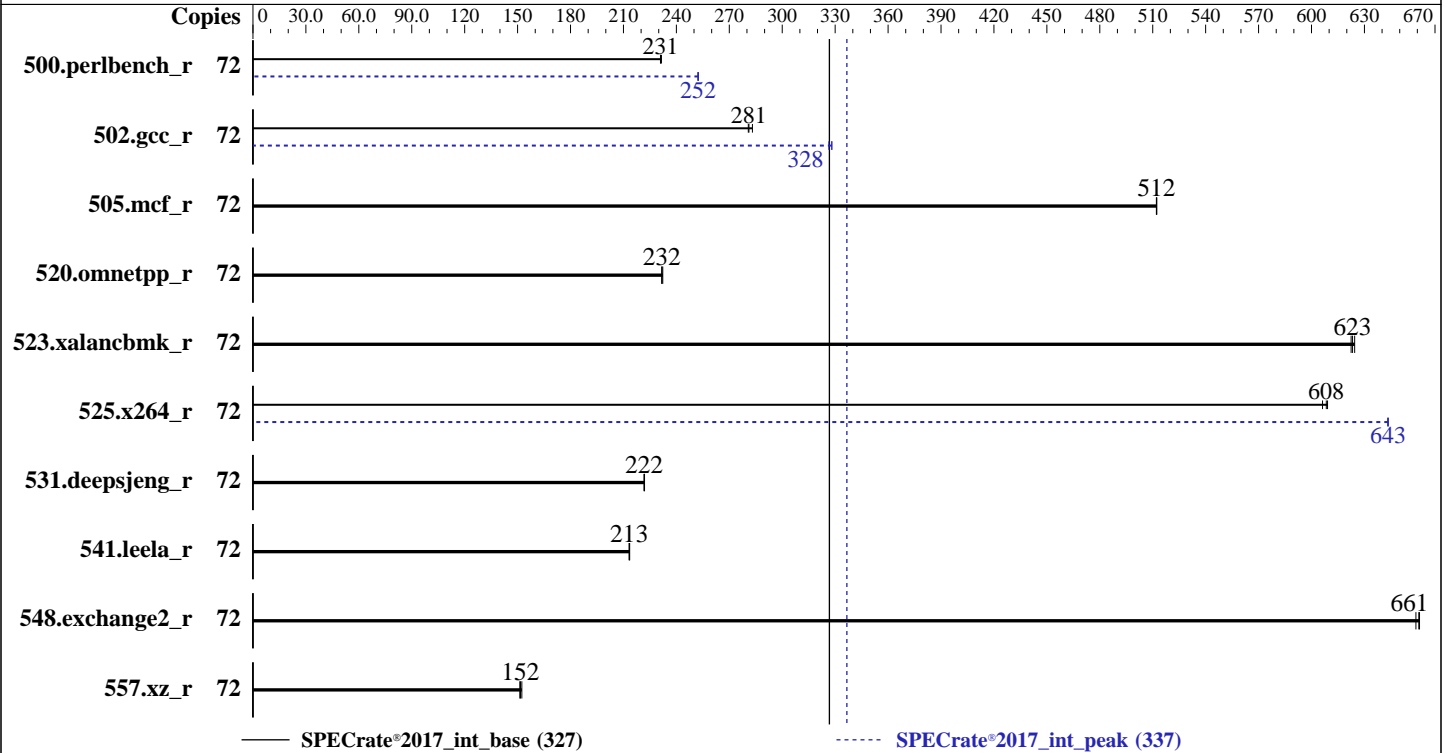 Copies 0 30.0 60.0 90.0 120 150 180 210 240 270 300 330 360 390 420 450 480 510 540 570 600 630 670
500.perlbench_r 72 231
252
502.gcc_r 72 281
328
505.mcf_r 72 512
520.omnetpp_r 72 232
523.xalancbmk_r 72 623
525.x264_r 72 608
643
531.deepsjeng_r 72 222
541.leela_r 72 213
548.exchange2_r 72 661
557.xz_r 72 152
SPECrate®2017_int_base (327) SPECrate®2017_int_peak (337)